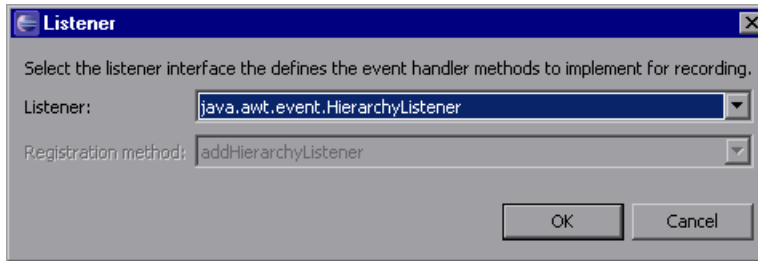 Listener
Select the listener interface the defines the event handler methods to implement for recording.
Listener: java.awt.event.HierarchyListener
Registration method: addHierarchyListener
OK Cancel